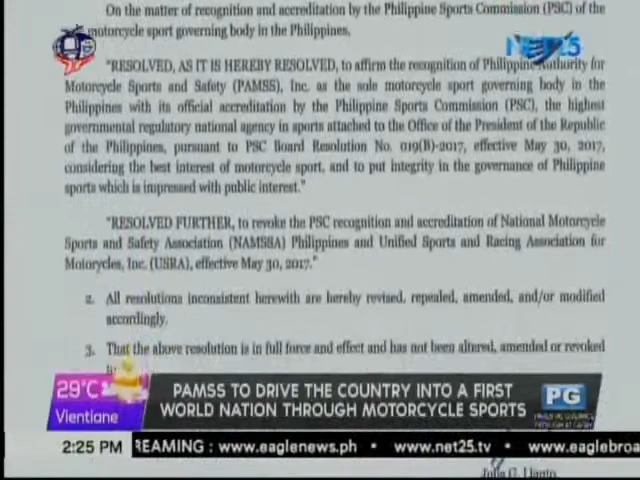 On the matter of recognition and accreditation by the Philippine Sports Commission (PSC) of the
motorcycle sport governing body in the Philippines.
NET25
"RESOLVED, AS IT IS HEREBY RESOLVED, to affirm the recognition of Philippine Authority for
Motorcycle Sports and Safety (PAMSS), Inc. as the sole motorcycle sport governing body in the
Philippines with its official accreditation by the Philippine Sports Commission (PSC), the highest
governmental regulatory national agency in sports attached to the Office of the President of the Republic
of the Philippines, pursuant to PSC Board Resolution No. 019(B)-2017, effective May 30, 2017,
considering the best interest of motorcycle sport, and to put integrity in the governance of Philippine
sports which is impressed with public interest."
"RESOLVED FURTHER, to revoke the PSC recognition and accreditation of National Motorcycle
Sports and Safety Association (NAMSSA) Philippines and Unified Sports and Racing Association for
Motorcycles, Inc. (USRA), effective May 30, 2017."
2. All resolutions inconsistent herewith are hereby revised, repealed, amended, and/or modified
accordingly.
3. That the above resolution is in full force and effect and has not been altered, amended or revoked
29°C
Vientiane
PAMSS TO DRIVE THE COUNTRY INTO A FIRST
WORLD NATION THROUGH MOTORCYCLE SPORTS
PG
2:25 PM
REAMING : www.eaglenews.ph • www.net25.tv • www.eaglebroa